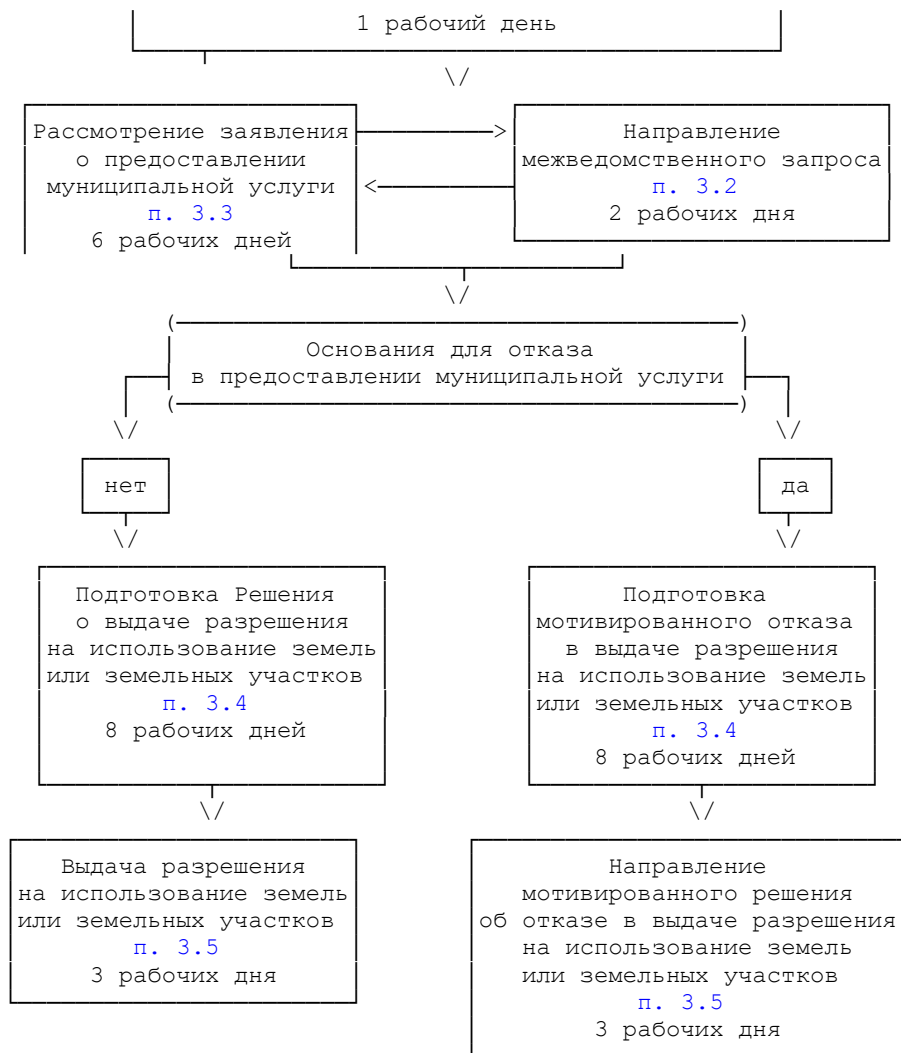 1 рабочий день
Рассмотрение заявления
о предоставлении
муниципальной услуги
п. 3.3
6 рабочих дней
Направление
межведомственного запроса
п. 3.2
2 рабочих дня
Основания для отказа
в предоставлении муниципальной услуги
нет
да
Подготовка Решения
о выдаче разрешения
на использование земель
или земельных участков
п. 3.4
8 рабочих дней
Подготовка
мотивированного отказа
в выдаче разрешения
на использование земель
или земельных участков
п. 3.4
8 рабочих дней
Выдача разрешения
на использование земель
или земельных участков
п. 3.5
3 рабочих дня
Направление
мотивированного решения
об отказе в выдаче разрешения
на использование земель
или земельных участков
п. 3.5
3 рабочих дня